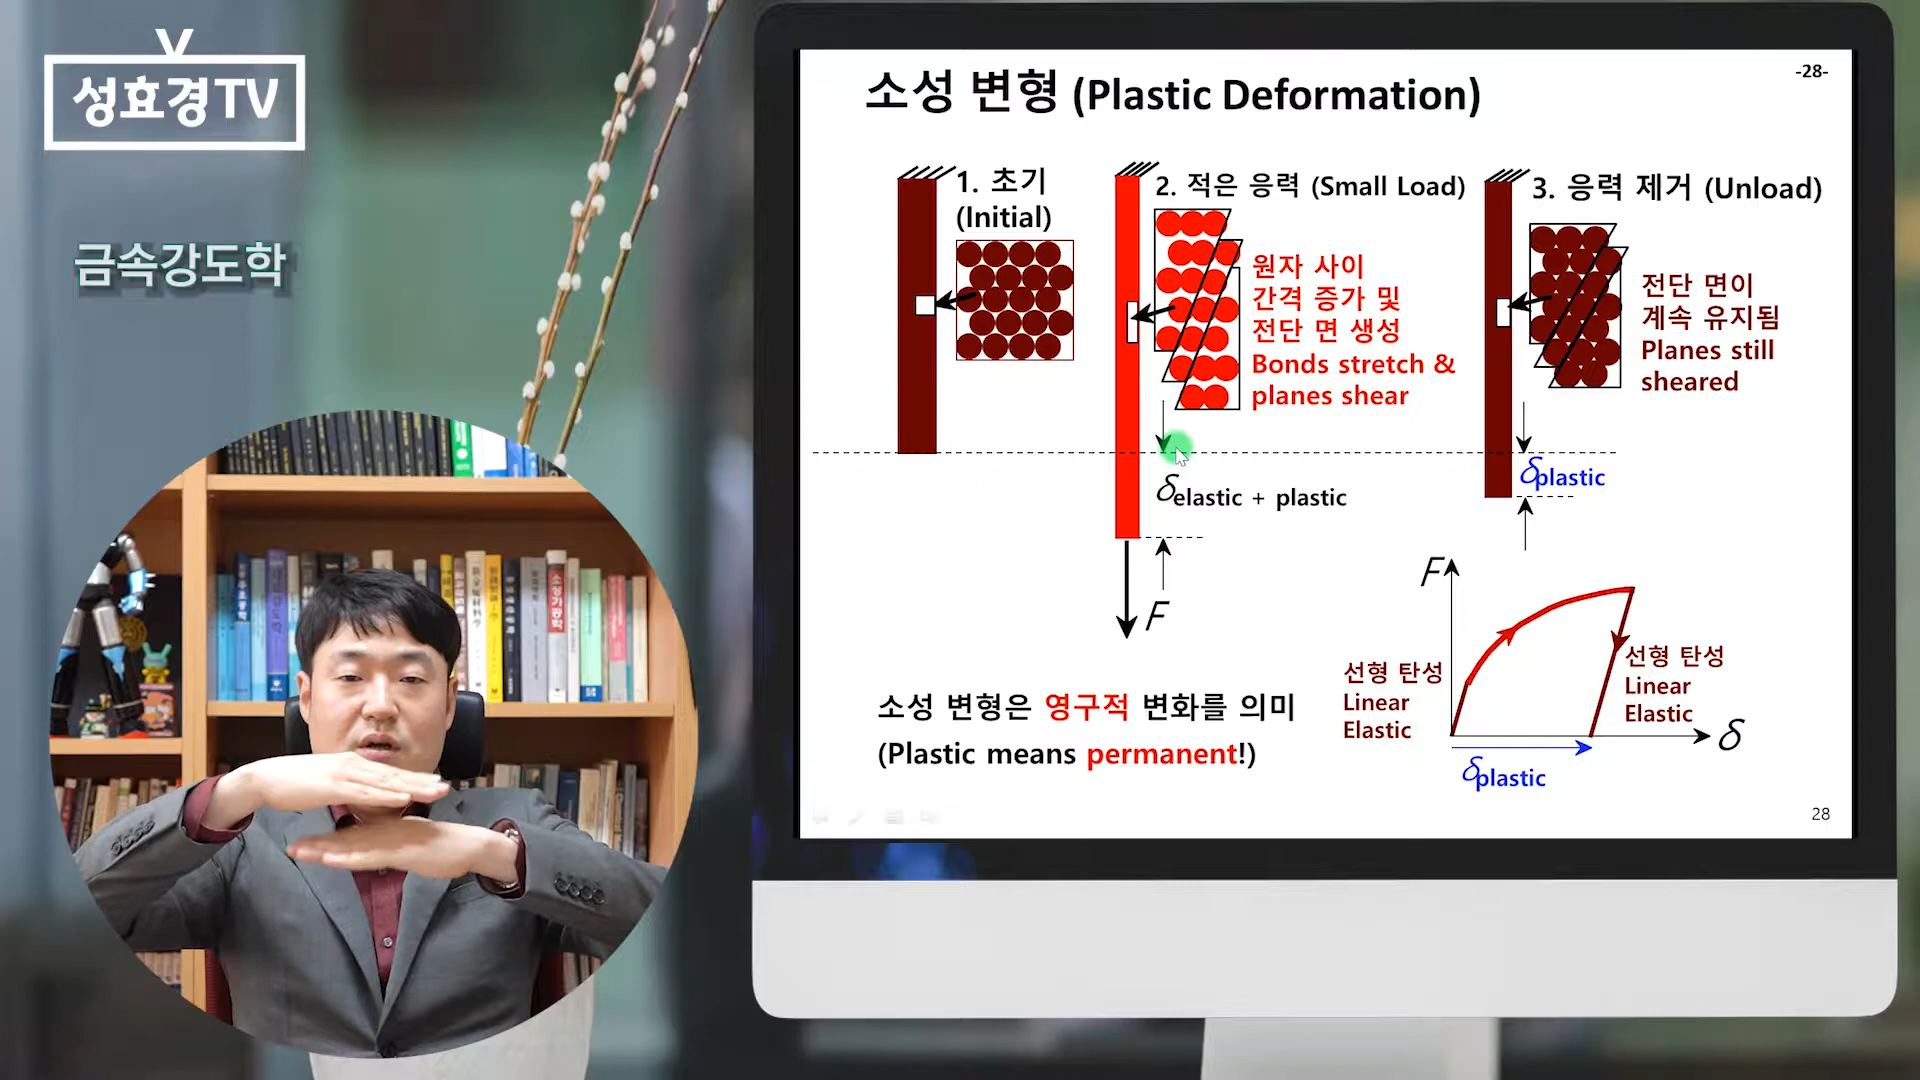 성효경TV
금속강도학
소성 변형 (Plastic Deformation)
-28-
1. 초기
(Initial)
2. 적은 응력 (Small Load)
원자 사이
간격 증가 및
전단 면 생성
Bonds stretch &
planes shear
3. 응력 제거 (Unload)
전단 면이
계속 유지됨
Planes still
sheared
δelastic + plastic
δplastic
F
소성 변형은 영구적 변화를 의미
(Plastic means permanent!)
F
선형 탄성
Linear
Elastic
선형 탄성
Linear
Elastic
δ
δplastic
28
소성가공학